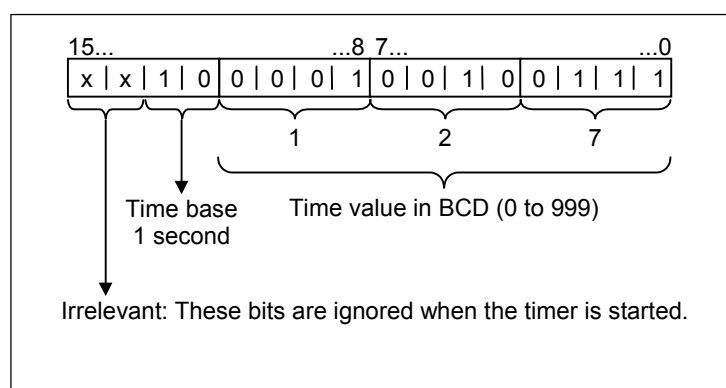 15... ...8 7... ...0
x | x | 1 | 0 | 0 | 0 | 0 | 1 | 0 | 0 | 1 | 0 | 0 | 1 | 1 | 1
1 2 7
Time base Time value in BCD (0 to 999)
1 second
Irrelevant: These bits are ignored when the timer is started.